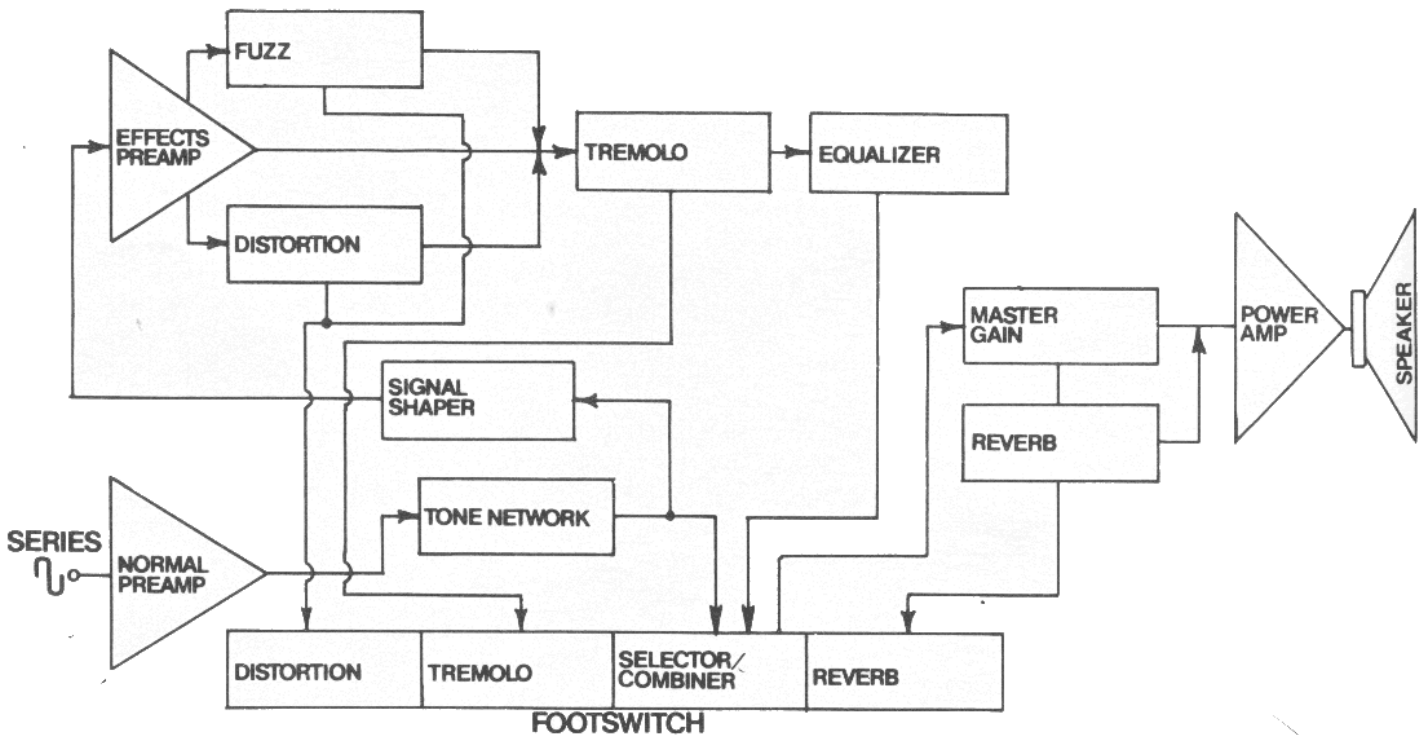 FUZZ
EFFECTS
PREAMP
TREMOLO
EQUALIZER
DISTORTION
MASTER
GAIN
POWER
AMP
SPEAKER
SIGNAL
SHAPER
REVERB
TONE NETWORK
SERIES
NORMAL
PREAMP
DISTORTION
TREMOLO
SELECTOR/
COMBINER
REVERB
FOOTSWITCH